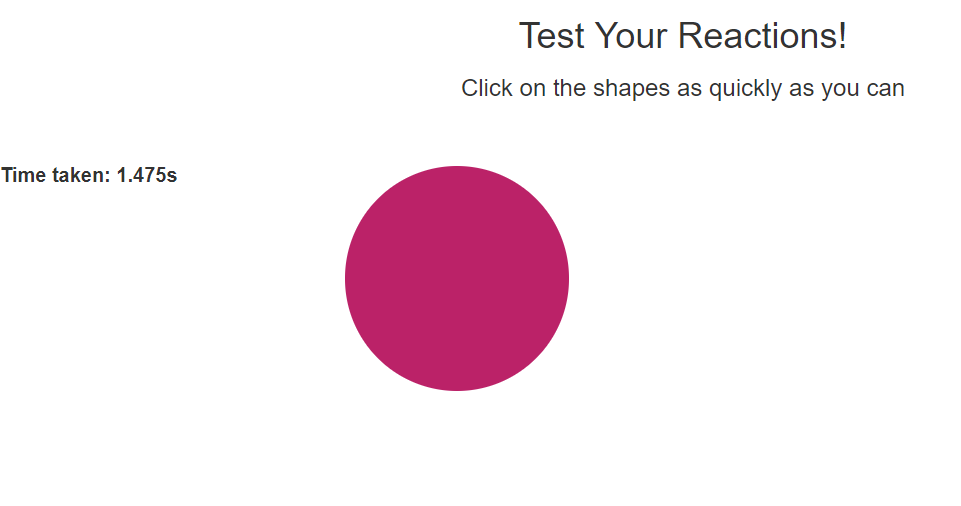 Test Your Reactions!
Click on the shapes as quickly as you can
Time taken: 1.475s